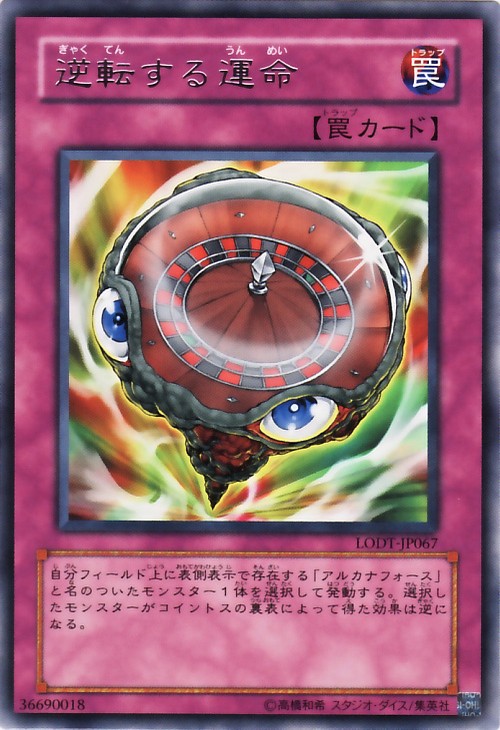 逆転する運命
罠
【罠カード】
LODT-JP067
自分フィールド上に表側表示で存在する「アルカナフォース」
と名のついたモンスター1体を選択して発動する。選択し
たモンスターがコイントスの裏表によって得た効果は逆に
なる。
36690018
©高橋和希 スタジオ・ダイス/集英社